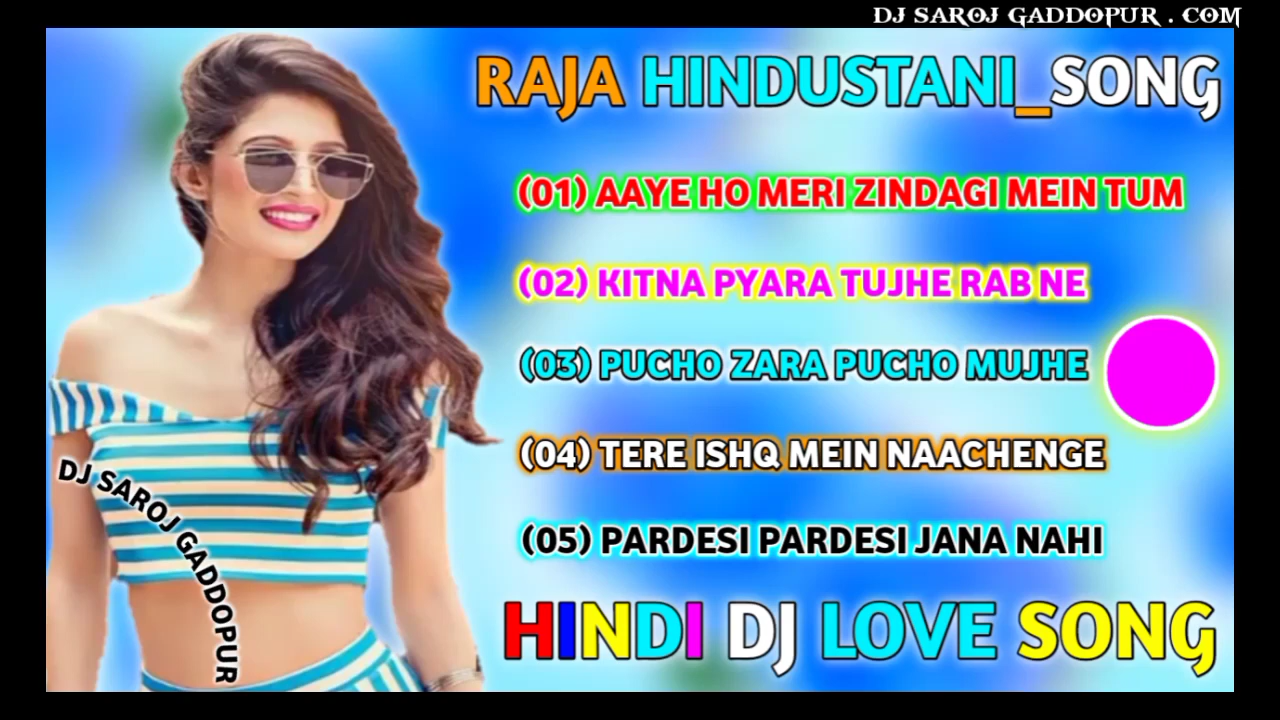 DJ SAROJ GADDOPUR . COM
RAJA HINDUSTANI_SONG
(01) AAYE HO MERI ZINDAGI MEIN TUM
(02) KITNA PYARA TUJHE RAB NE
(03) PUCHO ZARA PUCHO MUJHE
(04) TERE ISHQ MEIN NAACHENGE
(05) PARDESI PARDESI JANA NAHI
DJ SAROJ GADDOPUR
HINDI DJ LOVE SONG